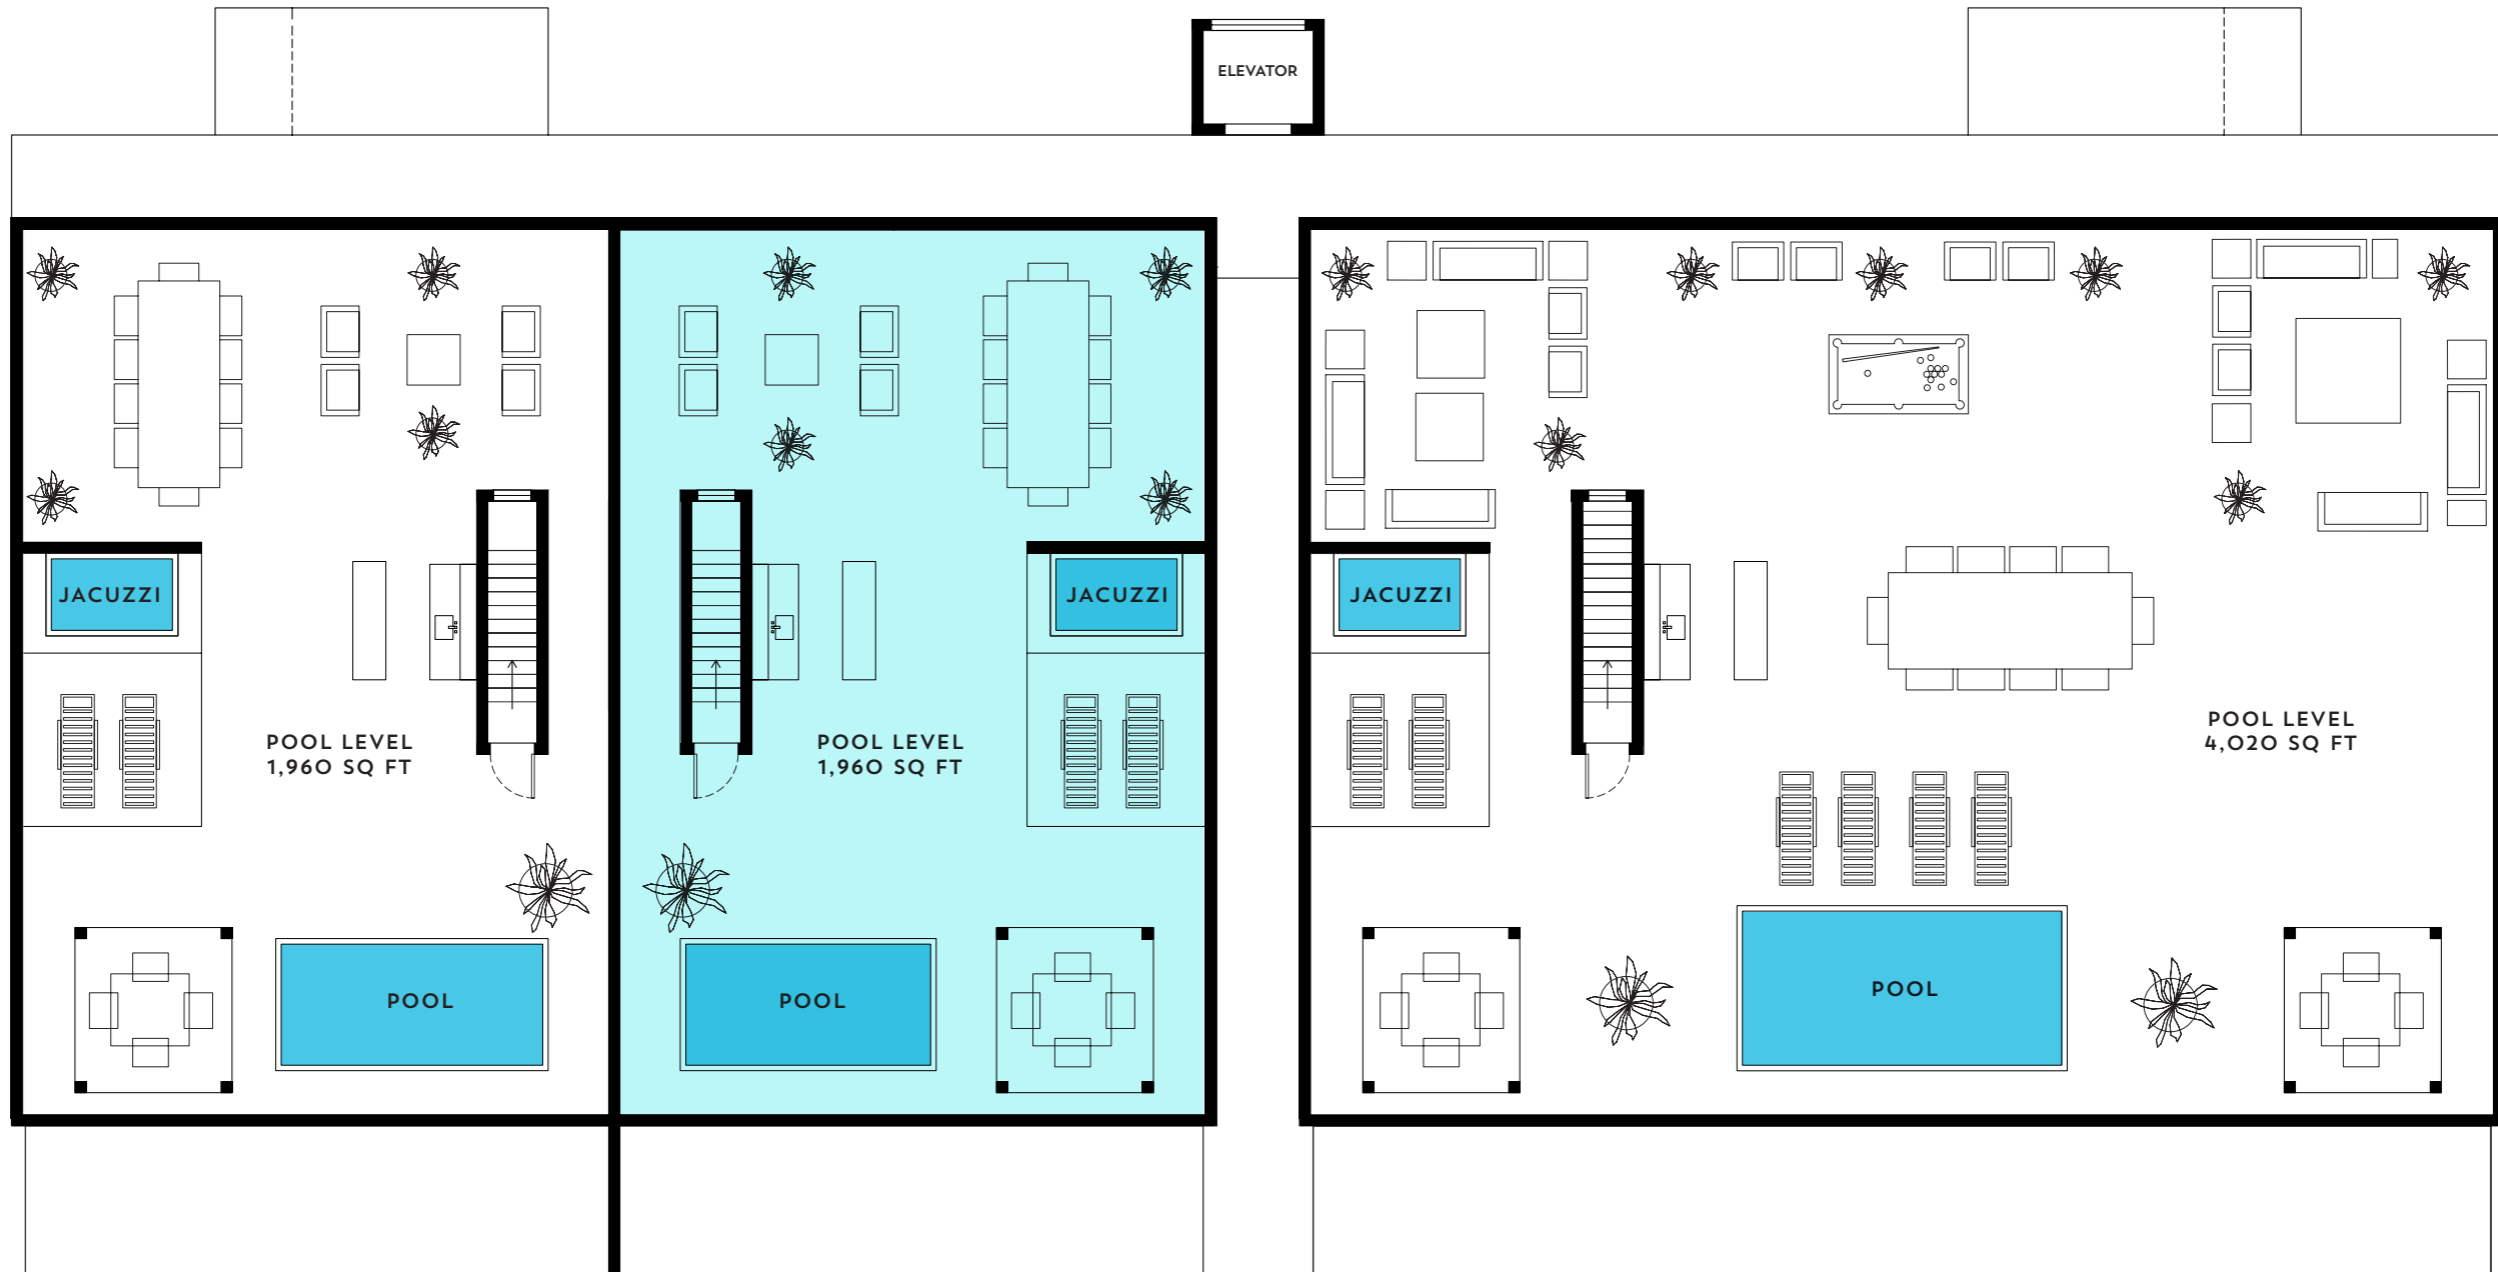 ELEVATOR
JACUZZI
JACUZZI
JACUZZI
POOL LEVEL
1,960 SQ FT
POOL LEVEL
1,960 SQ FT
POOL LEVEL
4,020 SQ FT
POOL
POOL
POOL